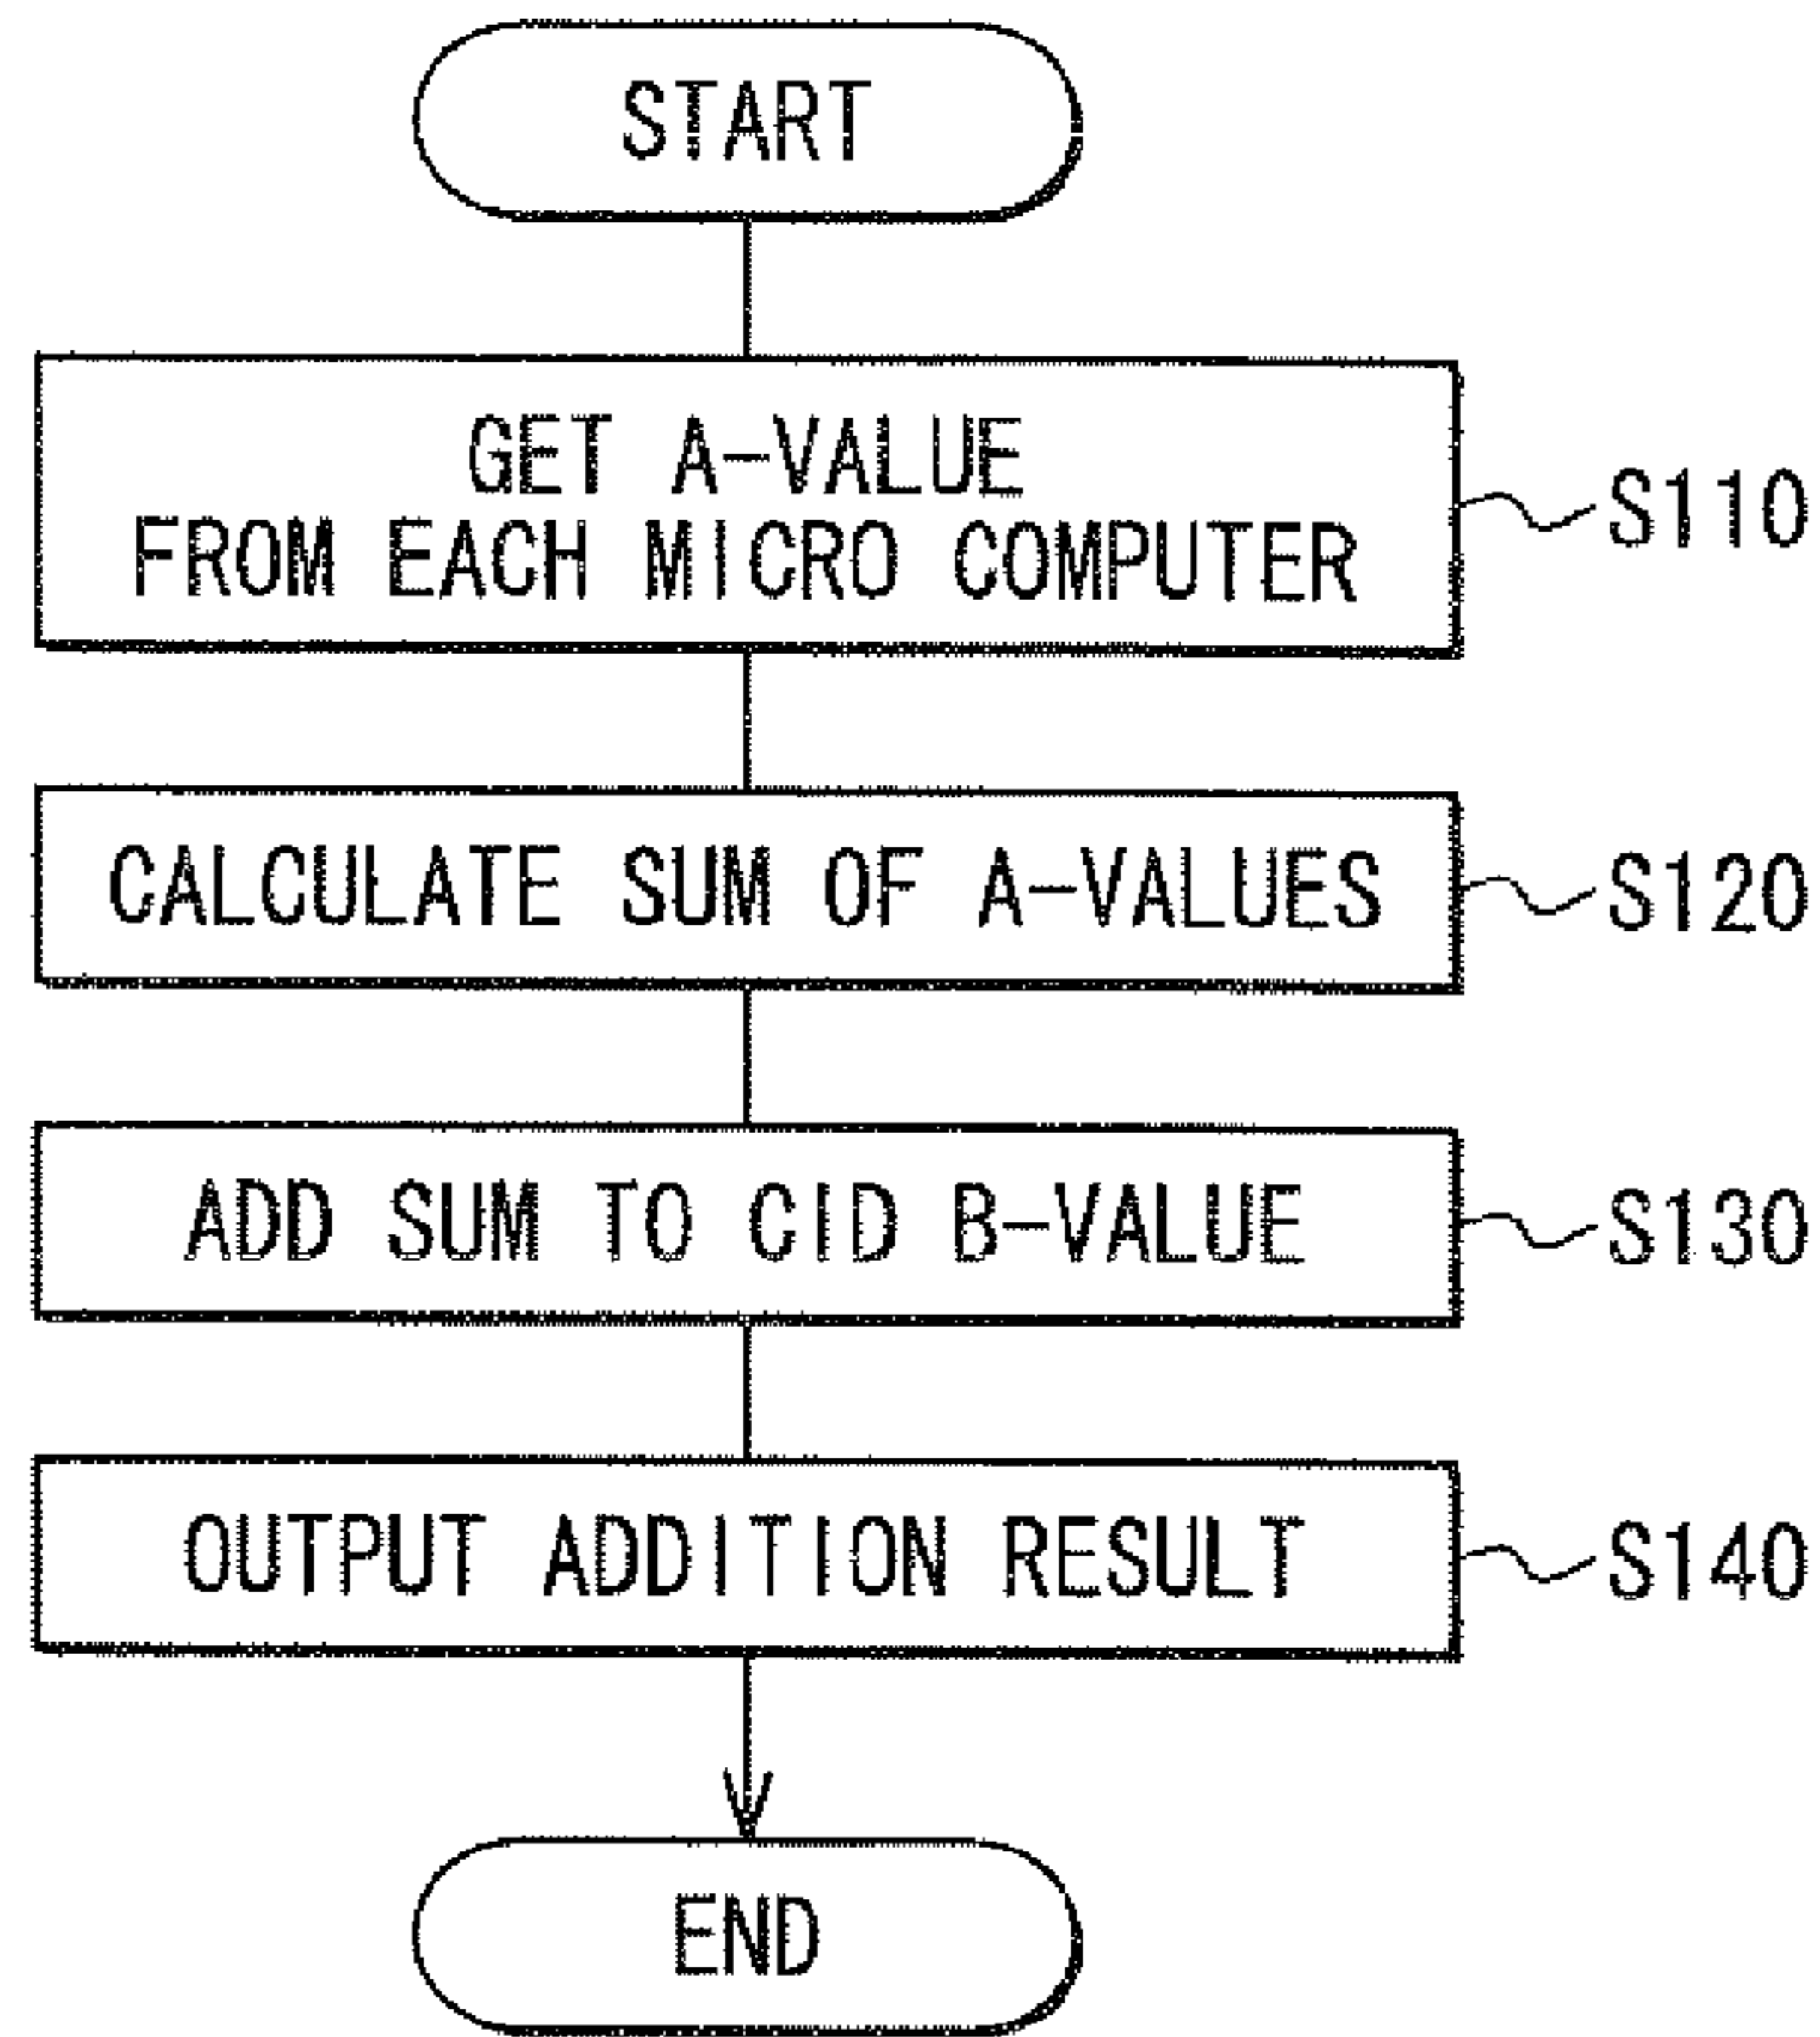 START
GET A-VALUE
FROM EACH MICRO COMPUTER
S110
CALCULATE SUM OF A-VALUES
S120
ADD SUM TO CID B-VALUE
S130
OUTPUT ADDITION RESULT
S140
END